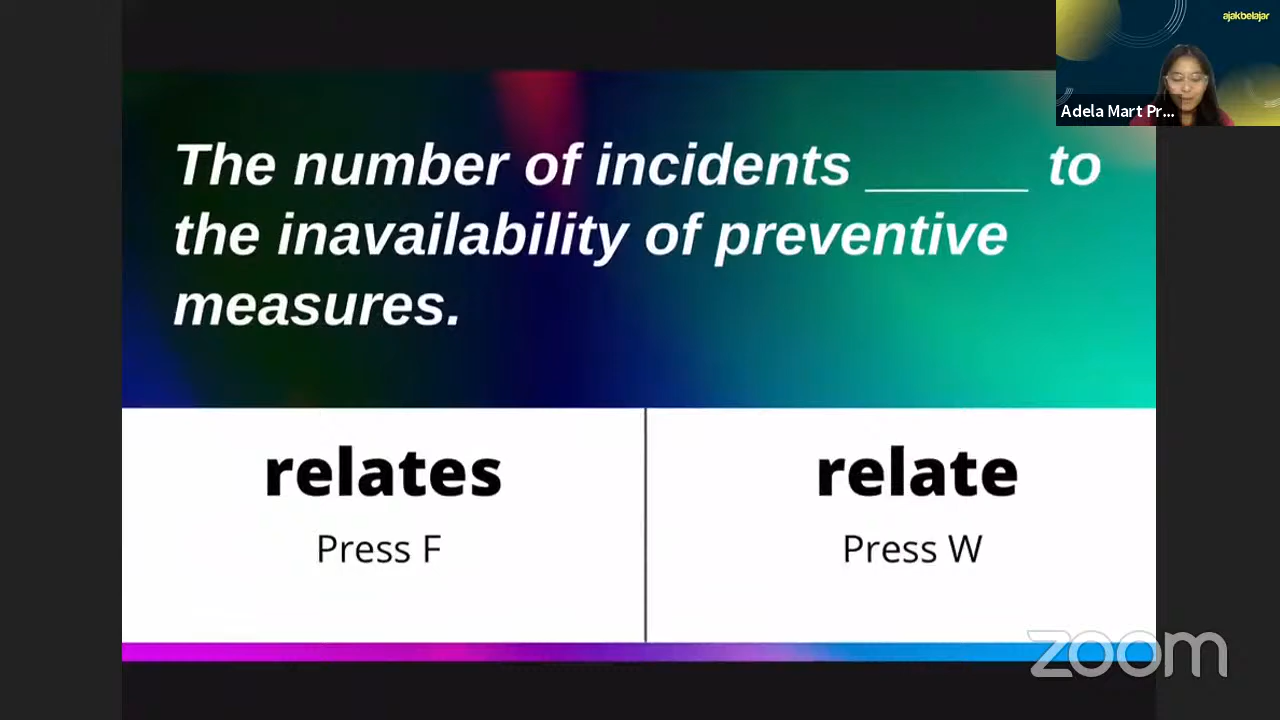 ajakbelajar
Adela Mart Pr...
The number of incidents ______ to
the inavailability of preventive
measures.
relates
relate
Press F
Press W
zoom